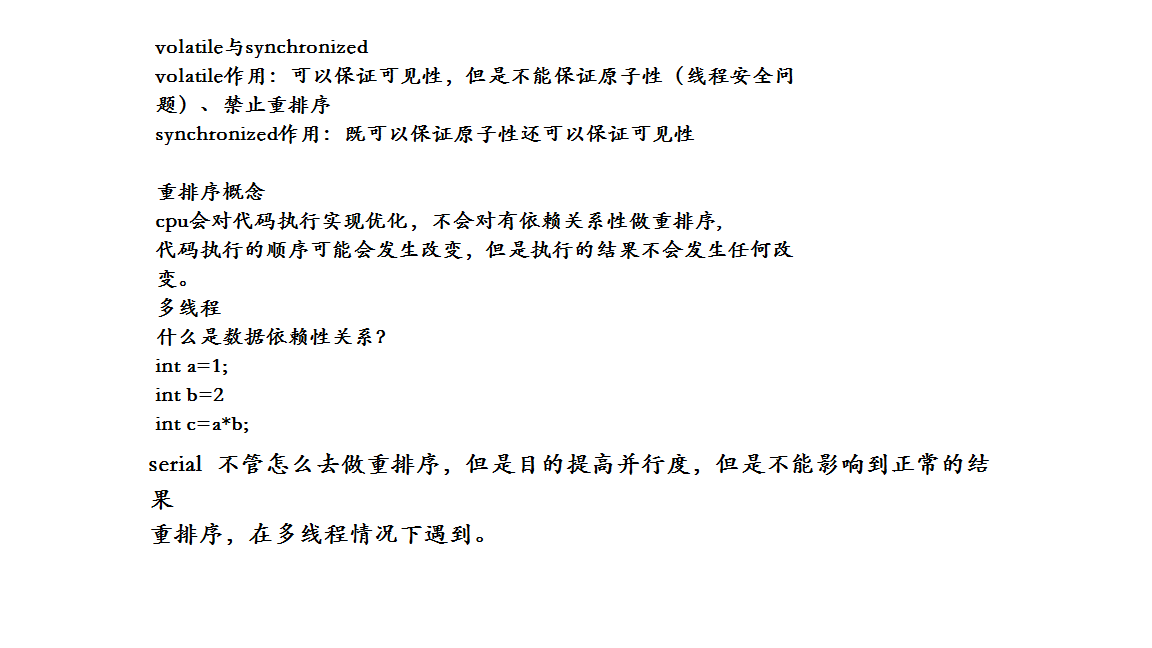 volatile与synchronized
volatile作用：可以保证可见性，但是不能保证原子性（线程安全问
题）、禁止重排序
synchronized作用：既可以保证原子性还可以保证可见性
重排序概念
cpu会对代码执行实现优化，不会对有依赖关系性做重排序,
代码执行的顺序可能会发生改变，但是执行的结果不会发生任何改
变。
多线程
什么是数据依赖性关系?
int a=1;
int b=2
int c=a*b;
serial 不管怎么去做重排序，但是目的提高并行度，但是不能影响到正常的结
果
重排序，在多线程情况下遇到。